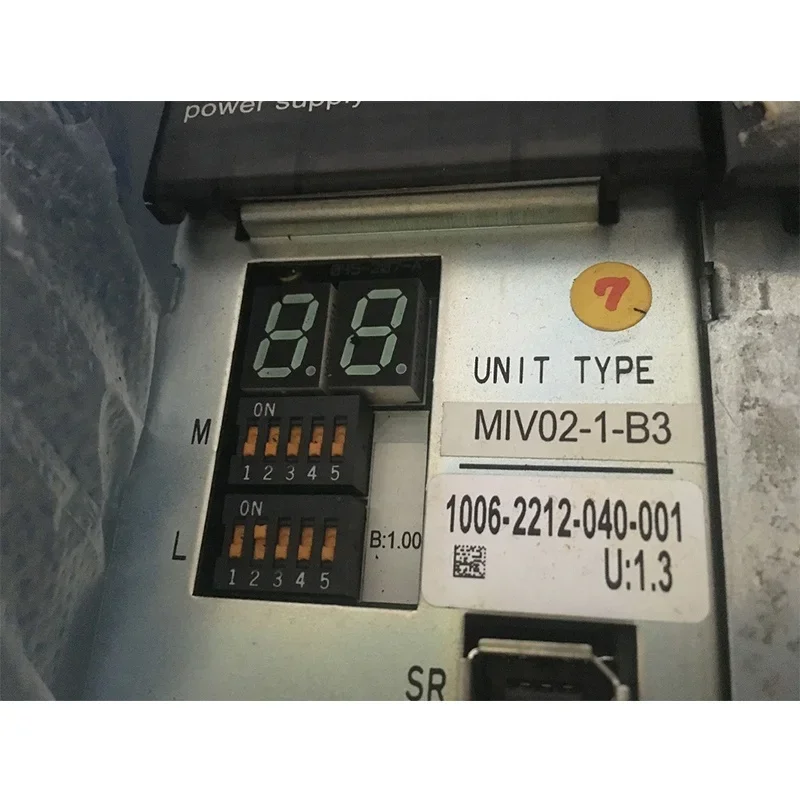 power supply
7
UNIT TYPE
MIV02-1-B3
M
ON
1 2 3 4 5
L
ON
1 2 3 4 5
B:1.00
1006-2212-040-001
U:1.3
SR